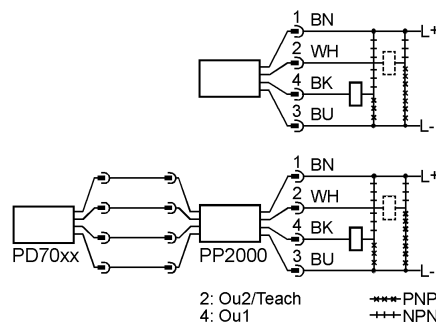 1 BN
L+
2 WH
4 BK
3 BU
L-
1 BN
L+
2 WH
4 BK
3 BU
L-
PD70xx
PP2000
2: Ou2/Teach
4: Ou1
PNP
NPN